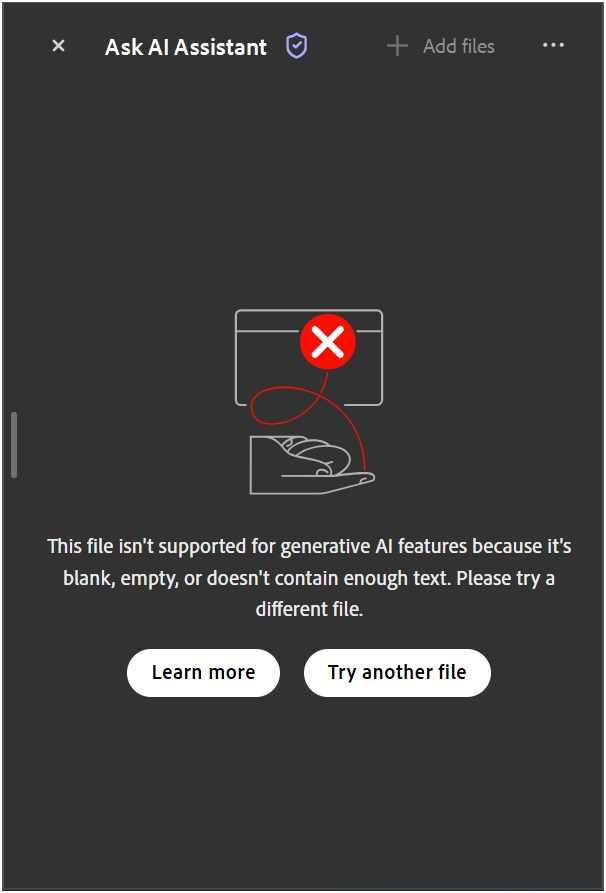 Ask AI Assistant
Add files
This file isn't supported for generative AI features because it's
blank, empty, or doesn't contain enough text. Please try a
different file.
Learn more
Try another file